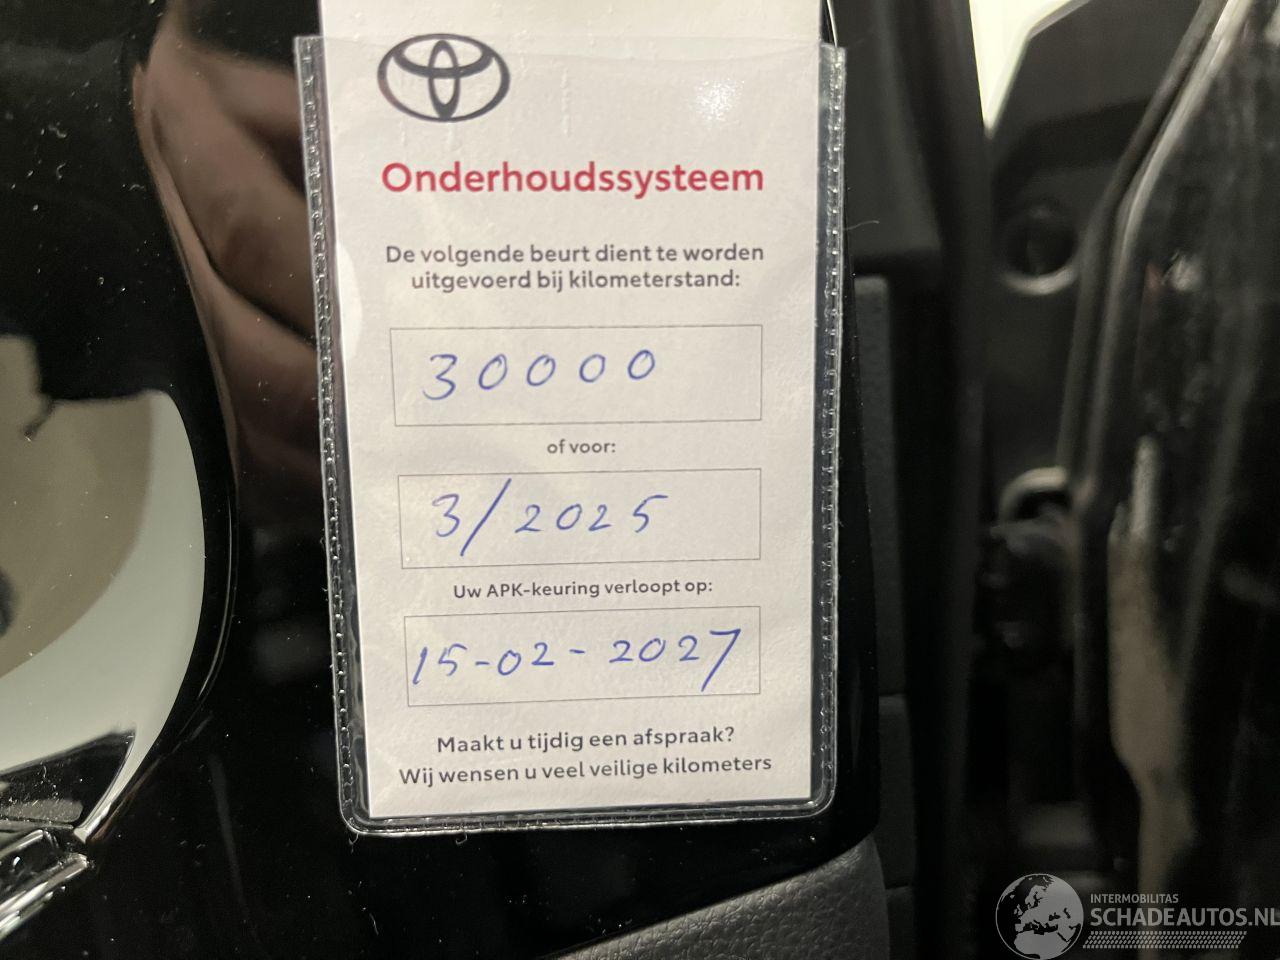 Onderhoudssysteem
De volgende beurt dient te worden
uitgevoerd bij kilometerstand:
30000
of voor:
3/2025
Uw APK-keuring verloopt op:
15-02-2027
Maakt u tijdig een afspraak?
Wij wensen u veel veilige kilometers
INTERMOBILITAS
SCHADEAUTOS.NL